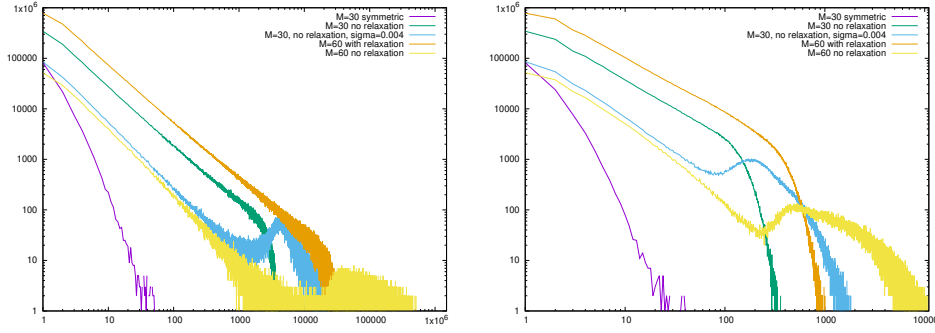 1x10^6
100000
10000
1000
100
10
1
1 10 100 1000 10000 100000 1x10^6
M=30 symmetric
M=30 no relaxation
M=30, no relaxation, sigma=0.004
M=60 with relaxation
M=60 no relaxation
1x10^6
100000
10000
1000
100
10
1
1 10 100 1000 10000
M=30 symmetric
M=30 no relaxation
M=30, no relaxation, sigma=0.004
M=60 with relaxation
M=60 no relaxation